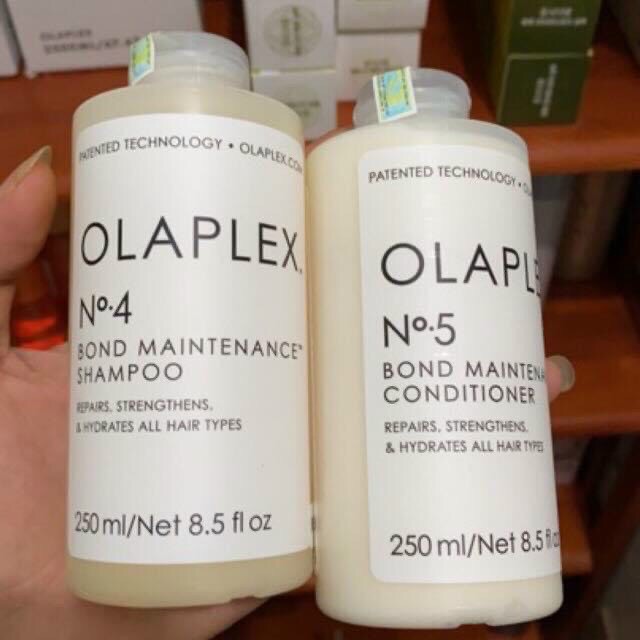 PATENTED TECHNOLOGY • OLAPLEX.COM
OLAPLEX.
Nº.4
BOND MAINTENANCE™
SHAMPOO
REPAIRS, STRENGTHENS,
& HYDRATES ALL HAIR TYPES
250 ml/Net 8.5 fl oz
PATENTED TECHNOLOGY •
OLAPLE
Nº.5
BOND MAINTENA
CONDITIONER
REPAIRS, STRENGTHENS,
& HYDRATES ALL HAIR TYPES
250 ml/Net 8.5 fl oz
OLAPLEX